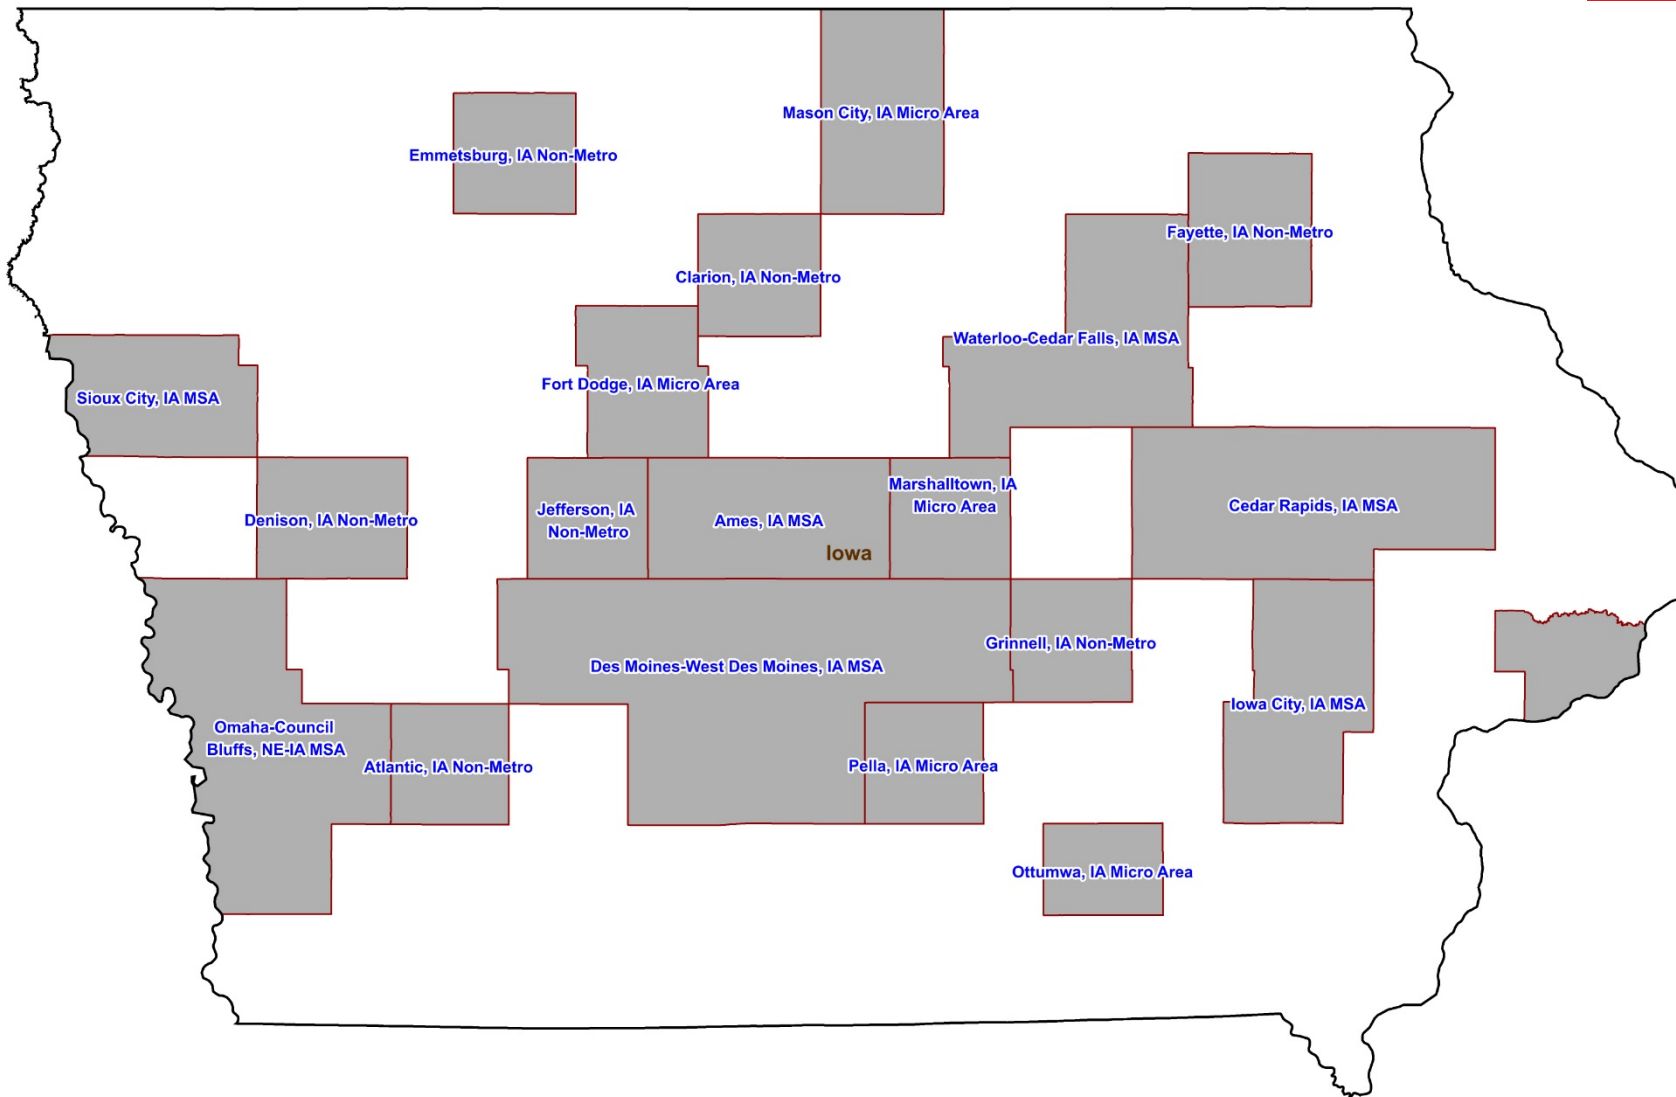 Mason City, IA Micro Area
Emmetsburg, IA Non-Metro
Fayette, IA Non-Metro
Clarion, IA Non-Metro
Waterloo-Cedar Falls, IA MSA
Fort Dodge, IA Micro Area
Sioux City, IA MSA
Marshalltown, IA
Micro Area
Cedar Rapids, IA MSA
Jefferson, IA
Non-Metro
Ames, IA MSA
Denison, IA Non-Metro
Iowa
Grinnell, IA Non-Metro
Des Moines-West Des Moines, IA MSA
Iowa City, IA MSA
Omaha-Council
Bluffs, NE-IA MSA
Atlantic, IA Non-Metro
Pella, IA Micro Area
Ottumwa, IA Micro Area